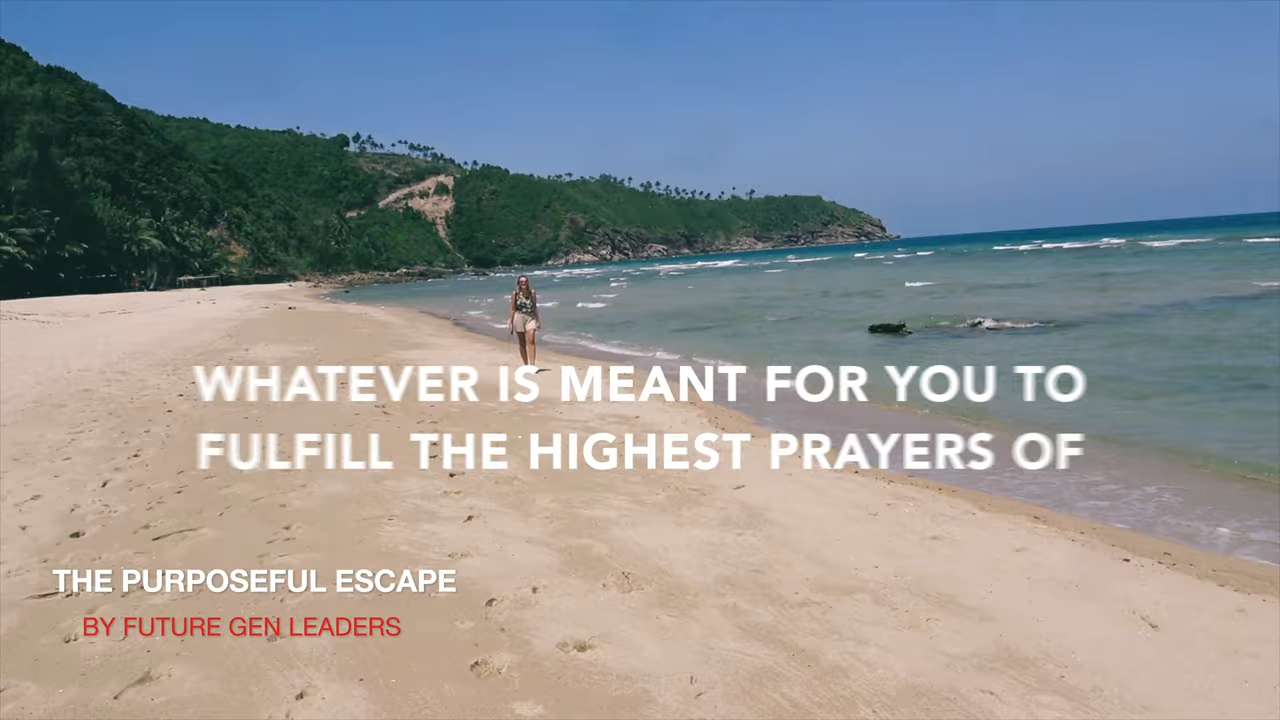 WHATEVER IS MEANT FOR YOU TO
FULFILL THE HIGHEST PRAYERS OF
THE PURPOSEFUL ESCAPE
BY FUTURE GEN LEADERS